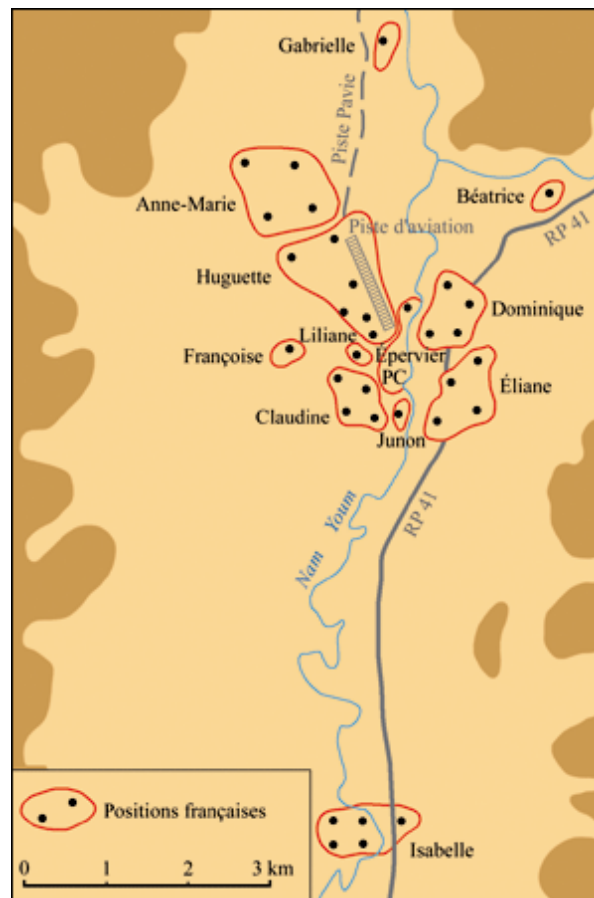 Gabrielle
Piste Pavie
Anne-Marie
Béatrice
RP 41
Piste d'aviation
Huguette
Dominique
Liliane
Françoise
Épervier
PC
Éliane
Claudine
Junon
Nam Youm
RP 41
Positions françaises
0 1 2 3 km
Isabelle